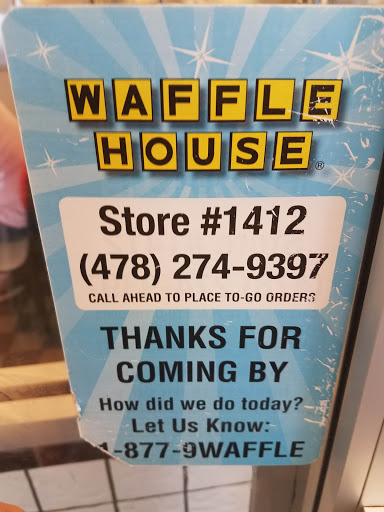 WAFFLE
HOUSE®
Store #1412
(478) 274-9397
CALL AHEAD TO PLACE TO-GO ORDERS
THANKS FOR
COMING BY
How did we do today?
Let Us Know:
1-877-9WAFFLE